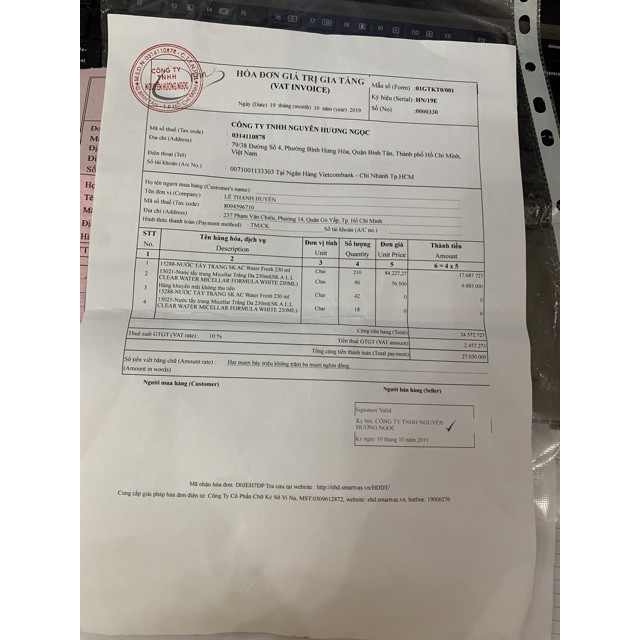 HÓA ĐƠN GIÁ TRỊ GIA TĂNG
(VAT INVOICE)
Ngày (Date) 19 tháng (month) 10 năm (year) 2019
Mẫu số (Form) : 01GTKT0/001
Ký hiệu (Serial): HN/19E
Số (No) :0000330
CÔNG TY
TNHH
NGUYÊN HƯƠNG NGỌC
CÔNG TY TNHH NGUYÊN HƯƠNG NGỌC
Mã số thuế (Tax code) : 0314110878
Địa chỉ (Address) : 79/38 Đường Số 4, Phường Bình Hưng Hòa, Quận Bình Tân, Thành phố Hồ Chí Minh, Việt Nam
Điện thoại (Tel) :
Số tài khoản (A/c No.) : 0071001133303 Tại Ngân Hàng Vietcombank - Chi Nhánh Tp.HCM
Họ tên người mua hàng (Customer's name):
Tên đơn vị (Company) : LÊ THANH HUYỀN
Mã số thuế (Tax code) : 8094596710
Địa chỉ (Address) : 237 Phạm Văn Chiêu, Phường 14, Quận Gò Vấp, Tp. Hồ Chí Minh
Hình thức thanh toán (Payment method) : TM/CK Số tài khoản (A/c no.) :
STT No. Tên hàng hóa, dịch vụ Description Đơn vị tính Unit Số lượng Quantity Đơn giá Unit Price Thành tiền Amount
1 2 3 4 5 6 = 4 x 5
1 15288-NƯỚC TẨY TRANG SK AC Water Fresh 230 ml Chai 210 84.227,27 17.687.727
2 15021-Nước tẩy trang Micellar Trắng Da 230ml(SK A.L.L CLEAR WATER MICELLAR FORMULA WHITE 230ML) Chai 90 76.500 6.885.000
3 Hàng khuyến mãi không thu tiền
15288-NƯỚC TẨY TRANG SK AC Water Fresh 230 ml Chai 42 0 0
4 15021-Nước tẩy trang Micellar Trắng Da 230ml(SK A.L.L CLEAR WATER MICELLAR FORMULA WHITE 230ML) Chai 18 0 0
Cộng tiền hàng (Total): 24.572.727
Thuế suất GTGT (VAT rate) : 10 % Tiền thuế GTGT (VAT amount): 2.457.273
Tổng cộng tiền thanh toán (Total payment): 27.030.000
Số tiền viết bằng chữ (Amount rate) : Hai mươi bảy triệu không trăm ba mươi nghìn đồng
(Amount in words)
Người mua hàng (Customer) Người bán hàng (Seller)
Signature Valid
Ký bởi: CÔNG TY TNHH NGUYÊN
HƯƠNG NGỌC
Ký ngày 19 tháng 10 năm 2019
Mã nhận hóa đơn: D0JEH7DP Tra cứu tại website : http://ehd.smartvas.vn/HDDT/
Cung cấp giải pháp hóa đơn điện tử: Công Ty Cổ Phần Chữ Ký Số Vi Na, MST:0309612872, website: ehd.smartvas.vn, hotline: 19006276